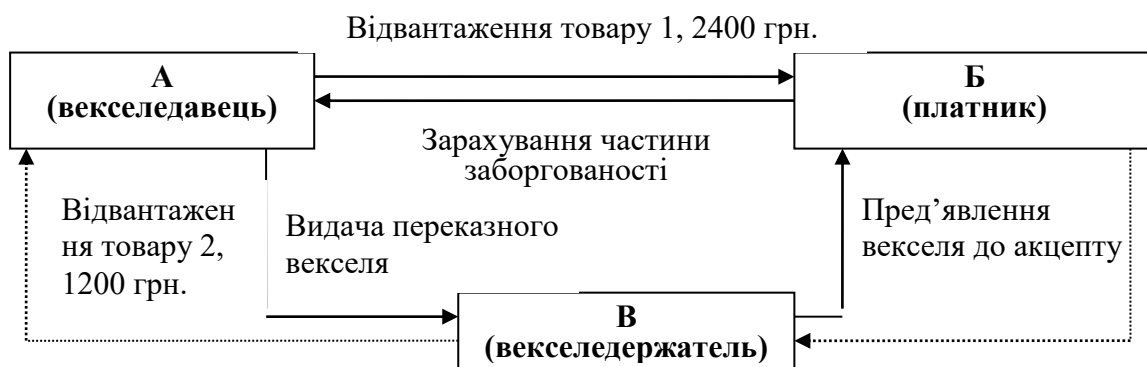 Відвантаження товару 1, 2400 грн.
А
(векселедавець)
Б
(платник)
Зарахування частини
заборгованості
Відвантажен
ня товару 2,
1200 грн.
Видача переказного
векселя
Пред’явлення
векселя до акцепту
В
(векселедержатель)